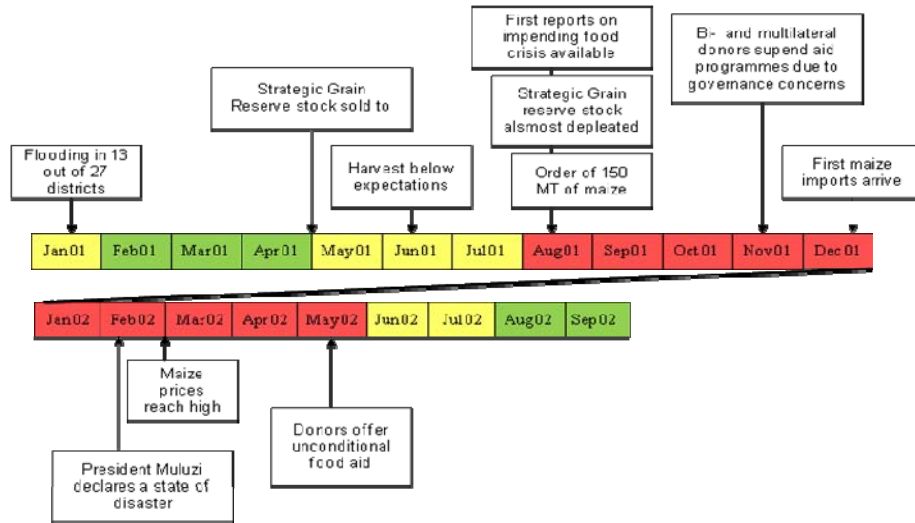 First reports on
impending food
crisis available
Bi- and multilateral
donors supend aid
programmes due to
governance concerns
Strategic Grain
Reserve stock sold to
Strategic Grain
reserve stock
alsmost depleated
Flooding in 13
out of 27
districts
Harvest below
expectations
Order of 150
MT of maize
First maize
imports arrive
Jan01 Feb01 Mar01 Apr01 May01 Jun01 Jul01 Aug01 Sep01 Oct01 Nov01 Dec01
Jan02 Feb02 Mar02 Apr02 May02 Jun02 Jul02 Aug02 Sep02
Maize
prices
reach high
Donors offer
unconditional
food aid
President Muluzi
declares a state of
disaster